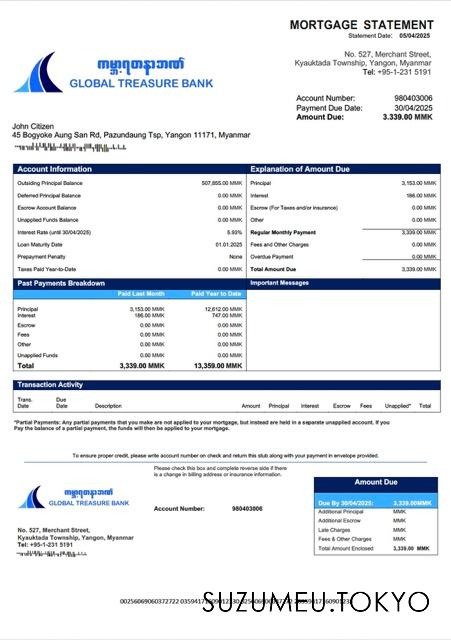 MORTGAGE STATEMENT
Statement Date: 05/04/2025
No. 527, Merchant Street,
Kyauktada Township, Yangon, Myanmar
Tel: +95-1-231 5191
ကမ္ဘာ့ရတနာဘဏ်
GLOBAL TREASURE BANK
Account Number: 980403006
Payment Due Date: 30/04/2025
Amount Due: 3.339.00 MMK
John Citizen
45 Bogyoke Aung San Rd, Pazundaung Tsp, Yangon 11171, Myanmar
Account Information
Outsiding Principal Balance 507,855.00 MMK
Deferred Principal Balance 0.00 MMK
Escrow Account Balance 0.00 MMK
Unapplied Funds Balance 0.00 MMK
Interest Rate (until 30/04/2025) 5.93%
Loan Maturity Date 01.01.2025
Prepayment Penalty None
Taxes Paid Year-to-Date 0.00 MMK
Explanation of Amount Due
Principal 3,153.00 MMK
Interest 186.00 MMK
Escrow (For Taxes and/or insurance) 0.00 MMK
Other 0.00 MMK
Regular Monthly Payment 3,339.00 MMK
Fees and Other Charges 0.00 MMK
Overdue Payment 0.00 MMK
Total Amount Due 3,339.00 MMK
Past Payments Breakdown
Paid Last Month Paid Year to Date
Principal 3,153.00 MMK 12,612.00 MMK
Interest 186.00 MMK 747.00 MMK
Escrow 0.00 MMK 0.00 MMK
Fees 0.00 MMK 0.00 MMK
Other 0.00 MMK 0.00 MMK
Unapplied Funds 0.00 MMK 0.00 MMK
Total 3,339.00 MMK 13,359.00 MMK
Important Messages
Transaction Activity
Trans. Date Due Date Description Amount Principal Interest Escrow Fees Unapplied* Total
*Partial Payments: Any partial payments that you make are not applied to your mortgage, but instead are held in a separate unapplied account. If you
Pay the balance of a partial payment, the funds will then be applied to your mortgage.
To ensure proper credit, please write account number on check and return this stub along with your payment in envelope provided.
Please check this box and complete reverse side if there
is a change in billing address or insurance information.
ကမ္ဘာ့ရတနာဘဏ်
GLOBAL TREASURE BANK
Account Number: 980403006
No. 527, Merchant Street,
Kyauktada Township, Yangon, Myanmar
Tel: +95-1-231 5191
Amount Due
Due By 30/04/2025: 3,339.00MMK
Additional Principal MMK
Additional Escrow MMK
Late Charges MMK
Fees & Other Charges MMK
Total Amount Enclosed 3,339.00 MMK
SUZUMEU.TOKYO